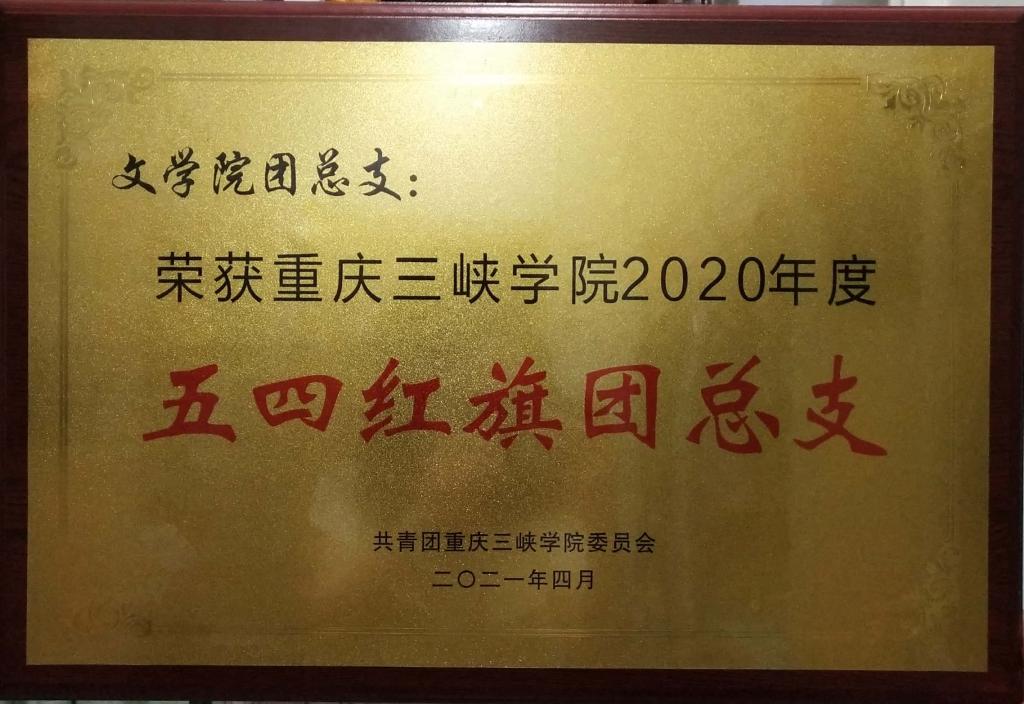 文学院团总支：
荣获重庆三峡学院2020年度
五四红旗团总支
共青团重庆三峡学院委员会
二〇二一年四月